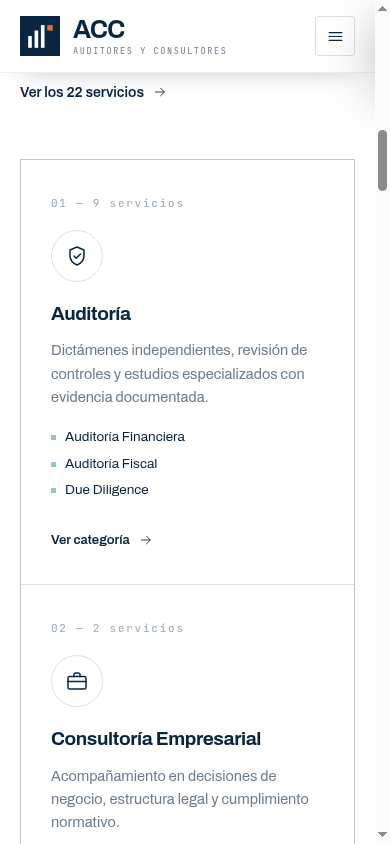 ACC
AUDITORES Y CONSULTORES
Ver los 22 servicios
01 — 9 servicios
Auditoría
Dictámenes independientes, revisión de
controles y estudios especializados con
evidencia documentada.
Auditoría Financiera
Auditoría Fiscal
Due Diligence
Ver categoría
02 — 2 servicios
Consultoría Empresarial
Acompañamiento en decisiones de
negocio, estructura legal y cumplimiento
normativo.